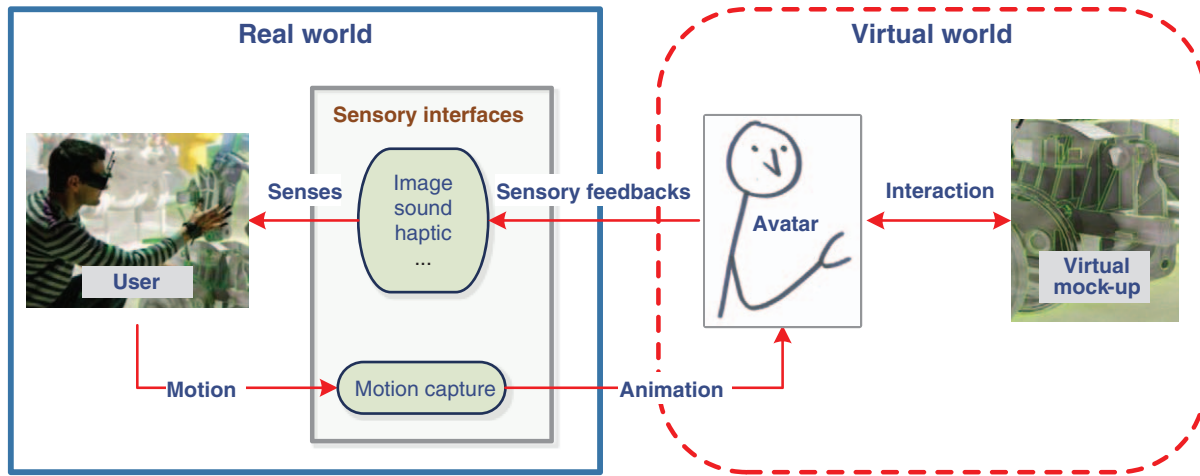 Real world
Virtual world
Sensory interfaces
Image
sound
haptic
...
Senses
Sensory feedbacks
Avatar
Interaction
User
Virtual
mock-up
Motion
Motion capture
Animation